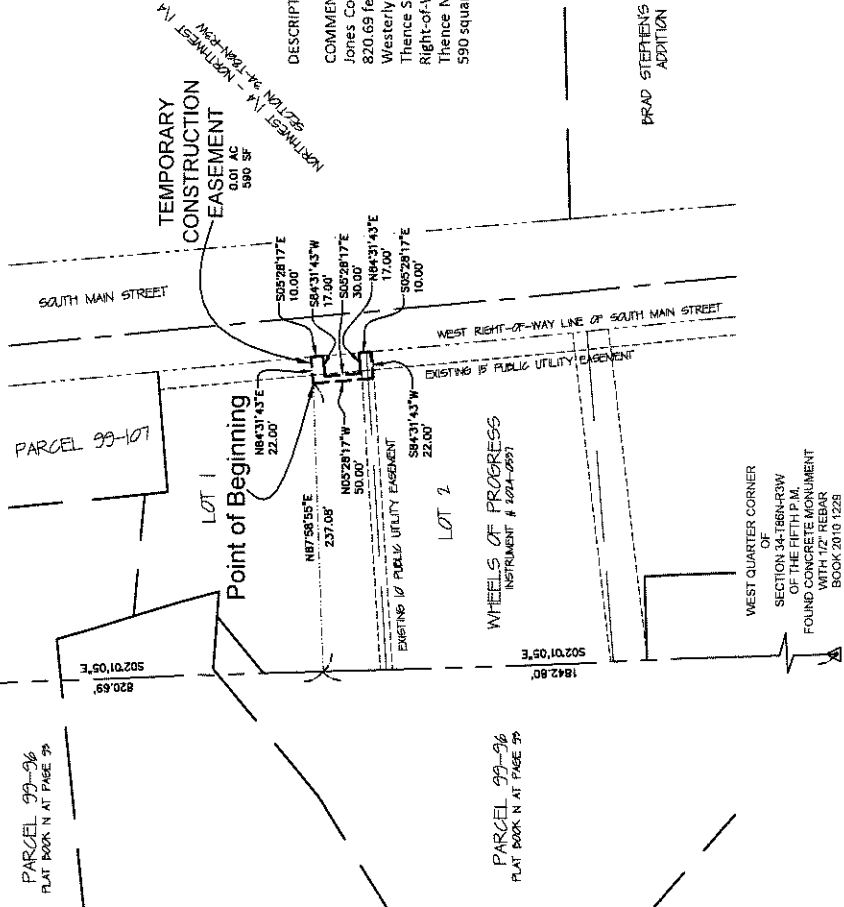 NORTHWEST 1/4 - NORTHWEST 1/4
SECTION 34-T86N-R3W
TEMPORARY
CONSTRUCTION
EASEMENT
0.01 AC
590 SF
DESCRIPT
COMMEN
Jones Co
820.69 fe
Westerly
Thence S
Right-of-V
Thence N
590 squar
SOUTH MAIN STREET
S05°28'17"E
10.00'
S84°31'43"W
17.00'
S05°28'17"E
30.00'
N84°31'43"E
17.00'
S05°28'17"E
10.00'
BRAD STEPHEN'S
ADDITION
WEST RIGHT-OF-WAY LINE OF SOUTH MAIN STREET
EXISTING 15' PUBLIC UTILITY EASEMENT
PARCEL 99-107
LOT 1
Point of Beginning
N84°31'43"E
22.00'
N87°58'55"E
237.08'
N05°28'17"W
50.00'
S84°31'43"W
22.00'
EXISTING 10' PUBLIC UTILITY EASEMENT
LOT 2
WHEELS OF PROGRESS
INSTRUMENT # 2024-0597
S02°01'05"E
820.69'
S02°01'05"E
1842.80'
PARCEL 99-96
PLAT BOOK N AT PAGE 93
PARCEL 99-96
PLAT BOOK N AT PAGE 93
WEST QUARTER CORNER
OF
SECTION 34-T86N-R3W
OF THE FIFTH P.M.
FOUND CONCRETE MONUMENT
WITH 1/2" REBAR
BOOK 2010 1229